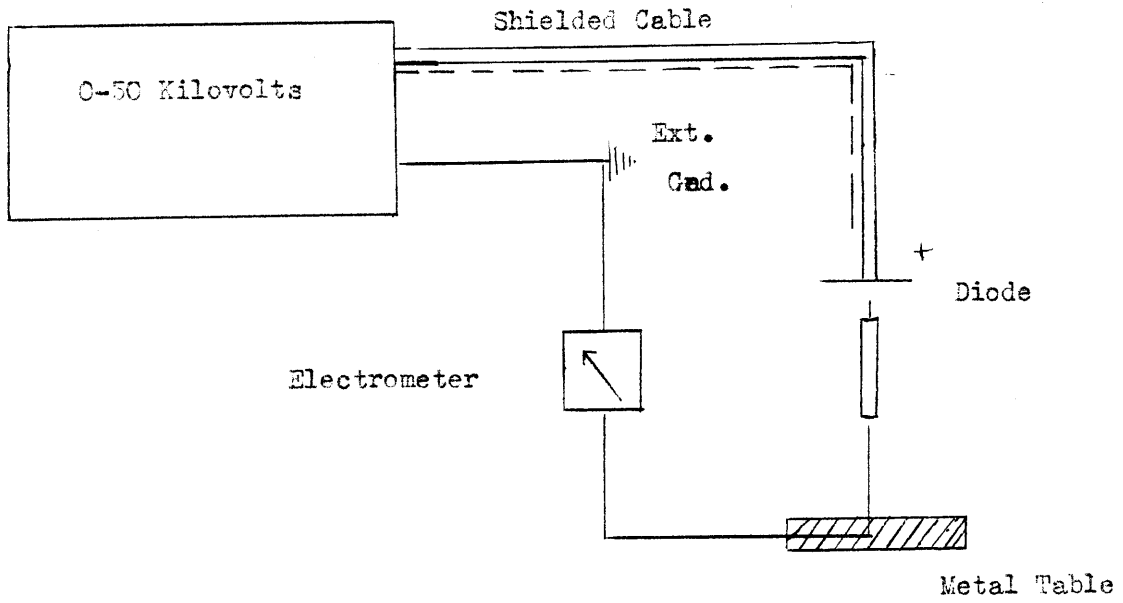 Shielded Cable
0-50 Kilovolts
Ext.
Gnd.
+
Diode
Electrometer
Metal Table